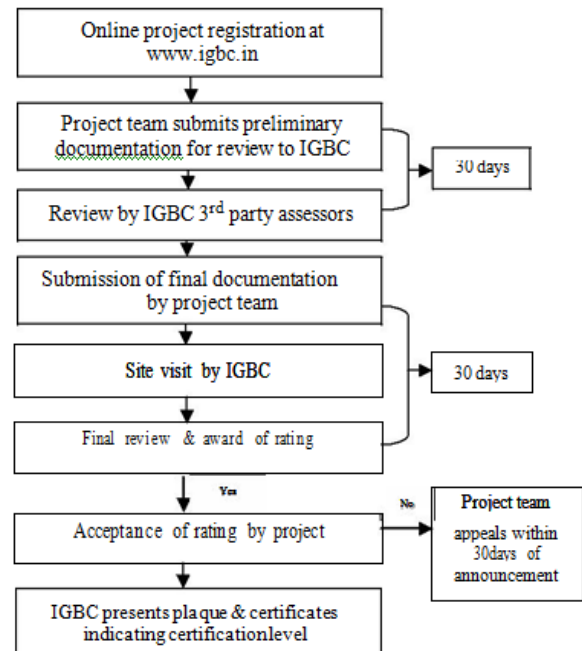 Online project registration at
www.igbc.in
Project team submits preliminary
documentation for review to IGBC
30 days
Review by IGBC 3rd party assessors
Submission of final documentation
by project team
Site visit by IGBC
30 days
Final review & award of rating
Yes
No
Acceptance of rating by project
Project team
appeals within
30days of
announcement
IGBC presents plaque & certificates
indicating certificationlevel